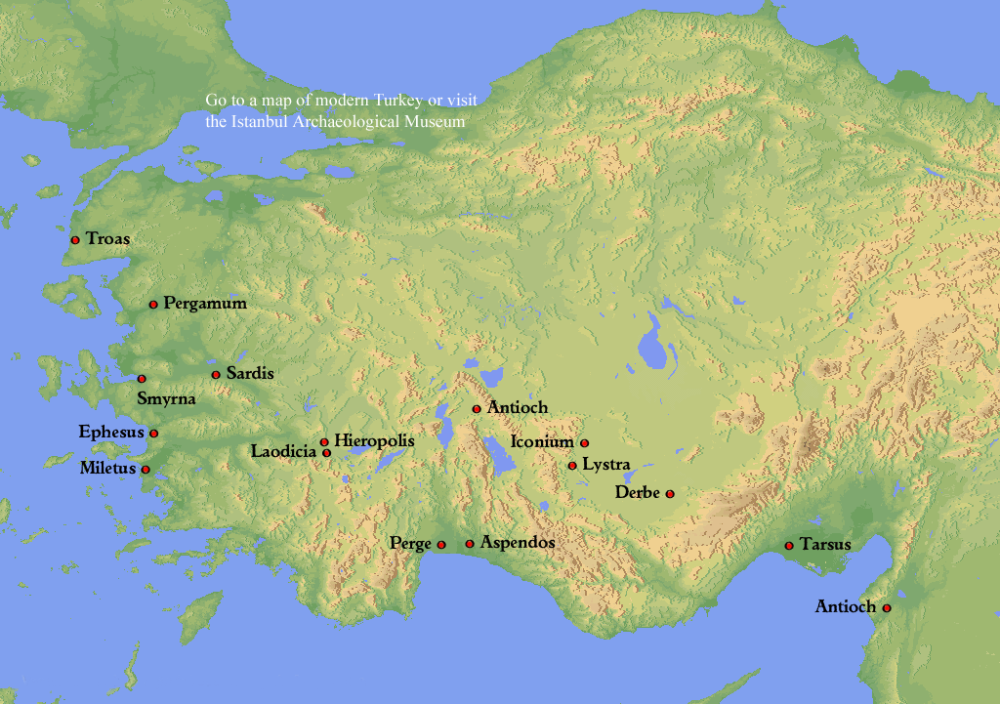 Go to a map of modern Turkey or visit
the Istanbul Archaeological Museum
Troas
Pergamum
Sardis
Smyrna
Antioch
Ephesus
Hieropolis
Iconium
Laodicia
Lystra
Miletus
Derbe
Perge
Aspendos
Tarsus
Antioch